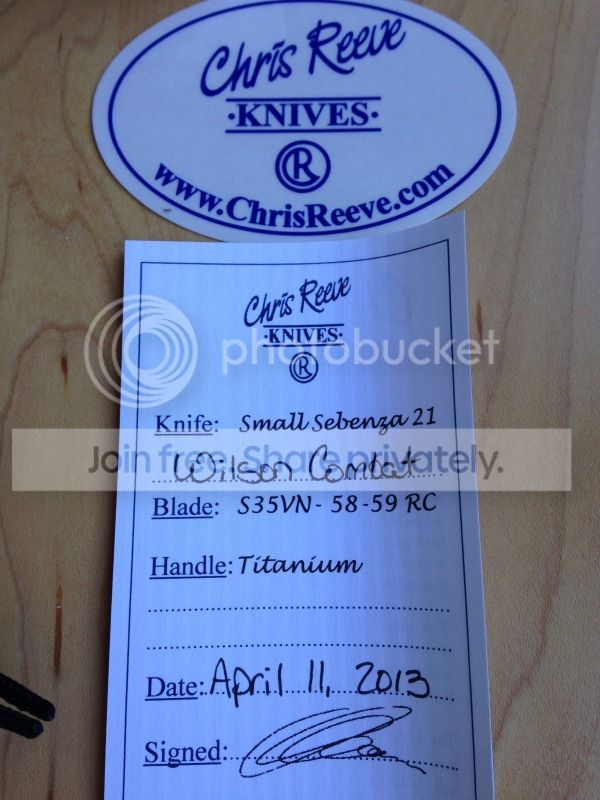 Chris Reeve
·KNIVES·
R
www.ChrisReeve.com
Chris Reeve
·KNIVES·
R
photobucket
Knife: Small Sebenza 21
Join free. Share privately.
Wilson Combat
Blade: S35VN - 58-59 RC
Handle: Titanium
Date: April 11, 2013
Signed: